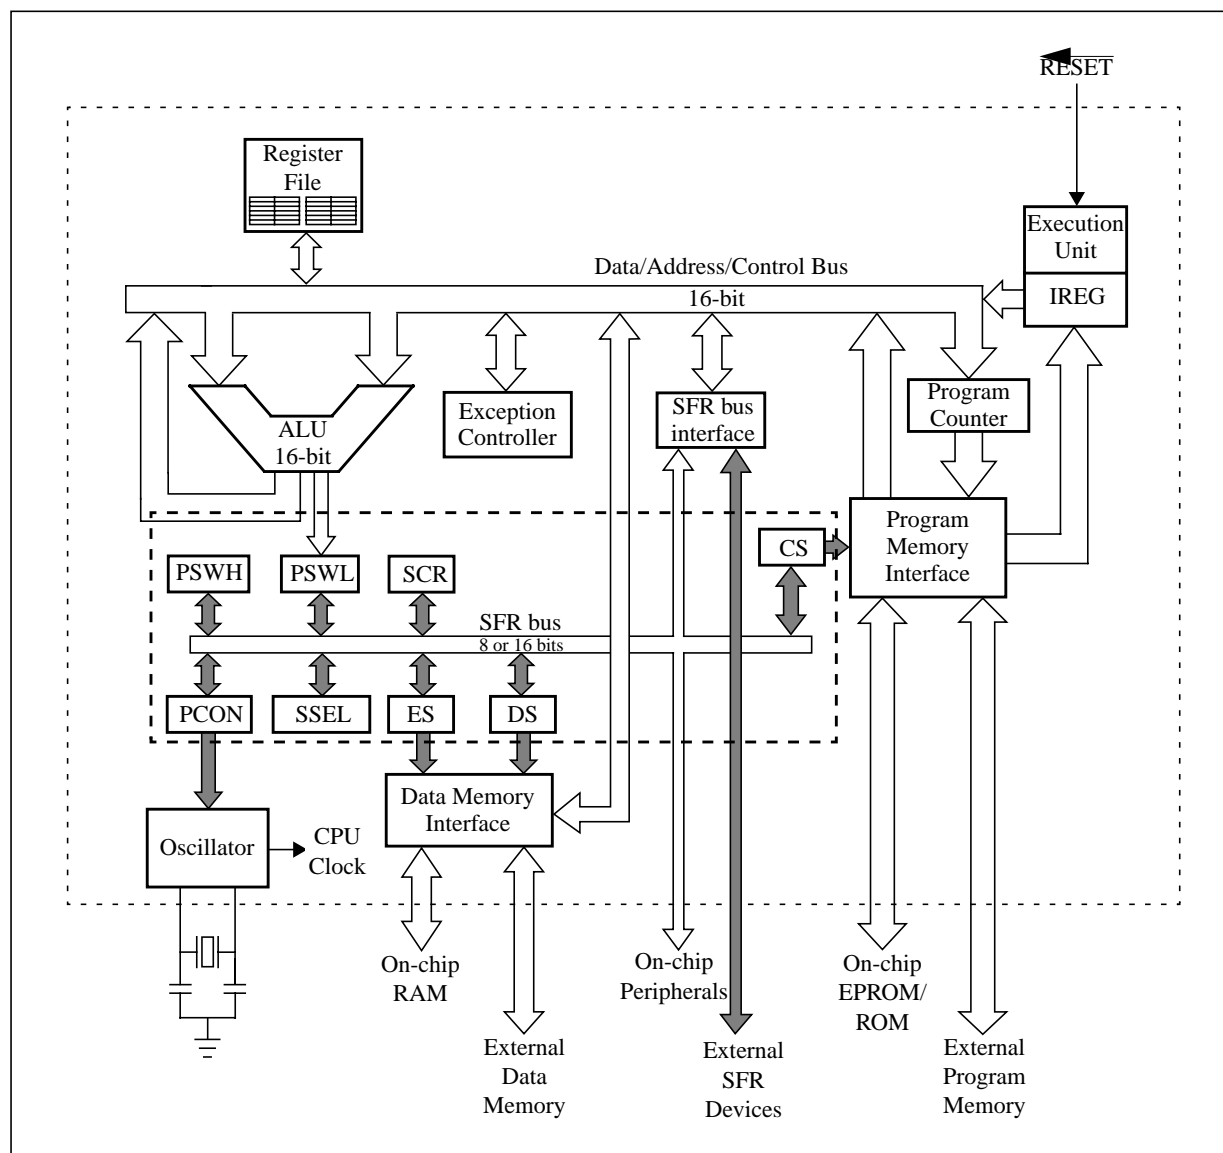 RESET
Register
File
Execution
Unit
IREG
Data/Address/Control Bus
16-bit
Program
Counter
SFR bus
interface
Exception
Controller
ALU
16-bit
Program
Memory
Interface
CS
PSWH
PSWL
SCR
SFR bus
8 or 16 bits
PCON
SSEL
ES
DS
Data Memory
Interface
Oscillator
CPU
Clock
On-chip
RAM
On-chip
Peripherals
On-chip
EPROM/
ROM
External
Data
Memory
External
SFR
Devices
External
Program
Memory